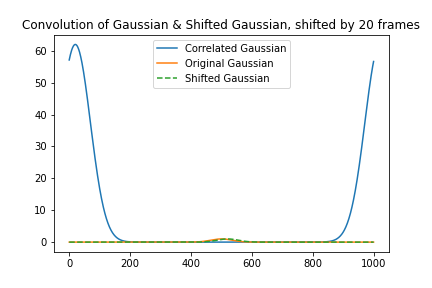 Convolution of Gaussian & Shifted Gaussian, shifted by 20 frames
Correlated Gaussian
Original Gaussian
Shifted Gaussian
60
50
40
30
20
10
0
0 200 400 600 800 1000